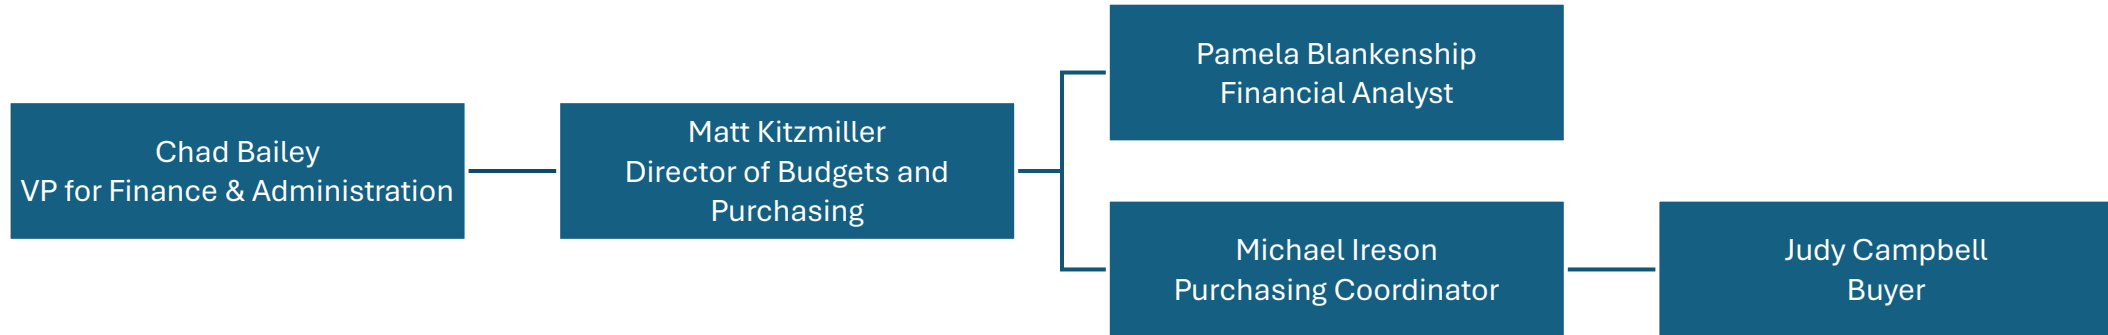 Chad Bailey
VP for Finance & Administration
Matt Kitzmiller
Director of Budgets and
Purchasing
Pamela Blankenship
Financial Analyst
Michael Ireson
Purchasing Coordinator
Judy Campbell
Buyer